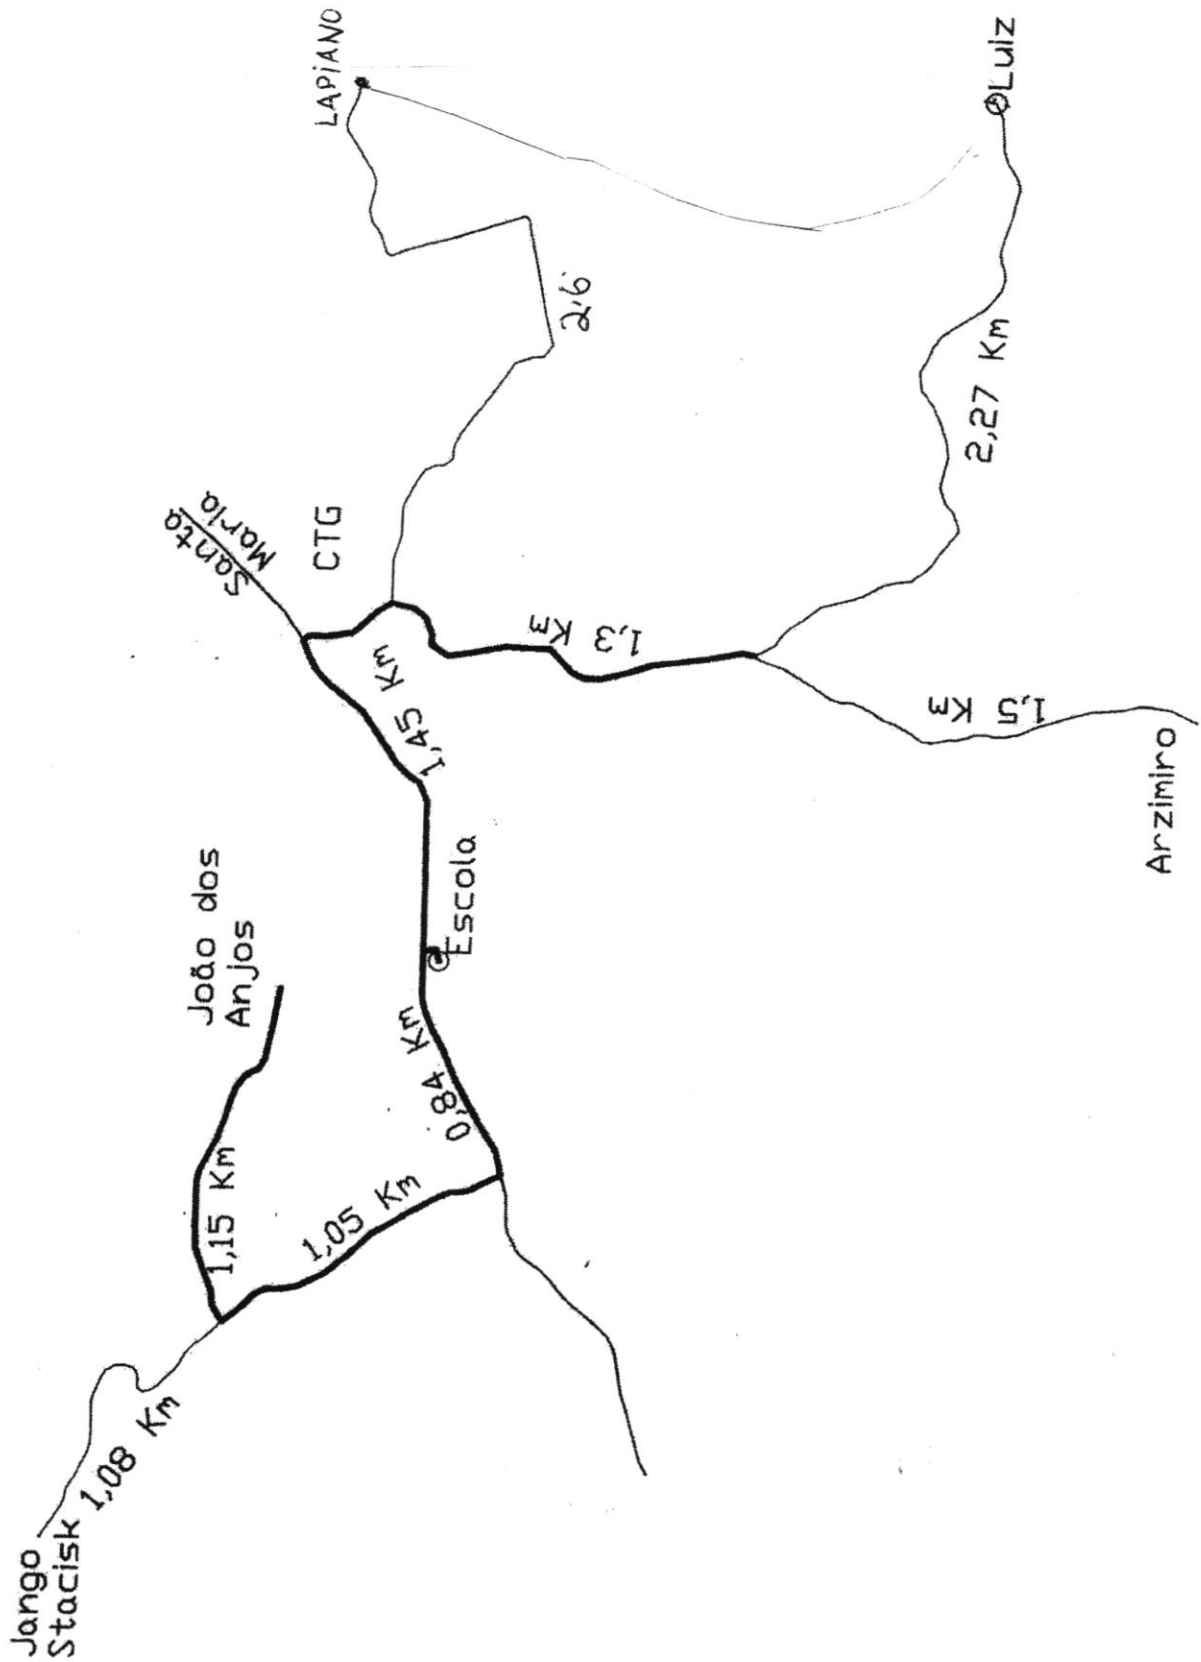 Jango
Stacisk
1,08 Km
1,15 Km
João dos
Anjos
1,05 Km
0,84 Km
Escola
1,45 Km
Santa
Maria
CTG
1,3 Km
2,6
LAPIANO
2,27 Km
Luiz
1,5 Km
Arzimiro